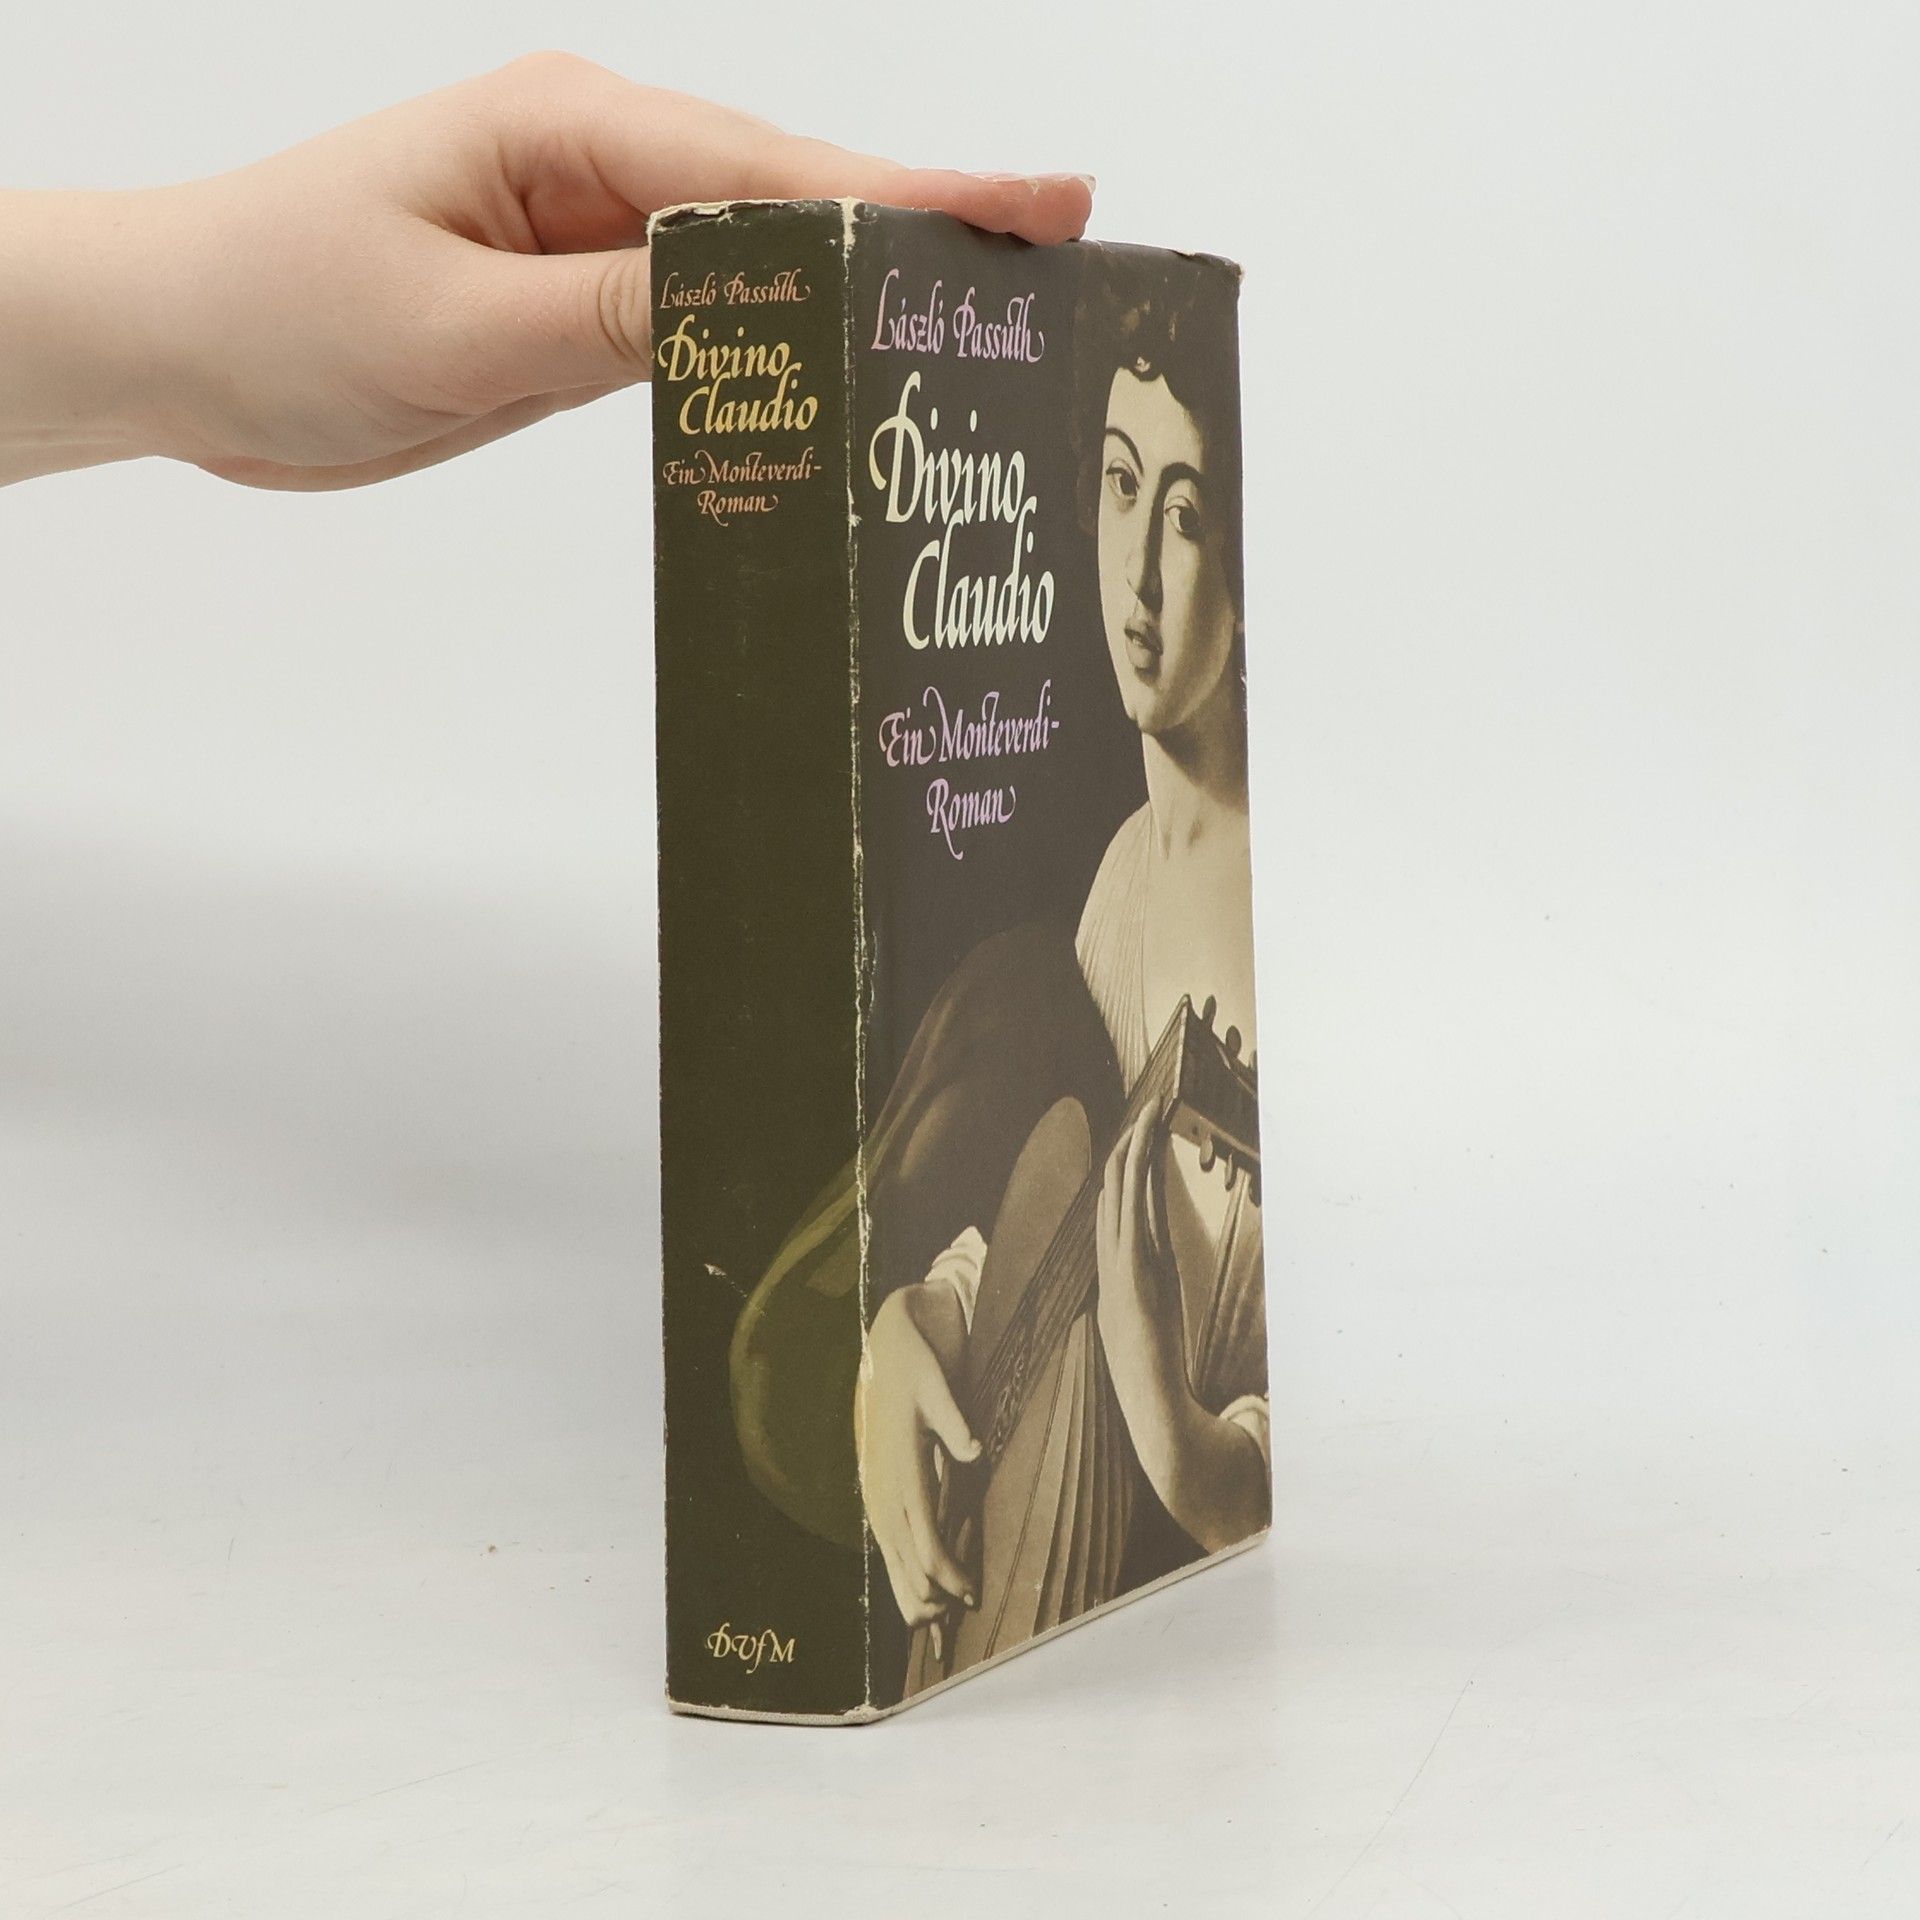 László Passuth
Divino
Claudio
Ein Monteverdi-
Roman
DVfM
László Passuth
Divino
Claudio
Ein Monteverdi-
Roman